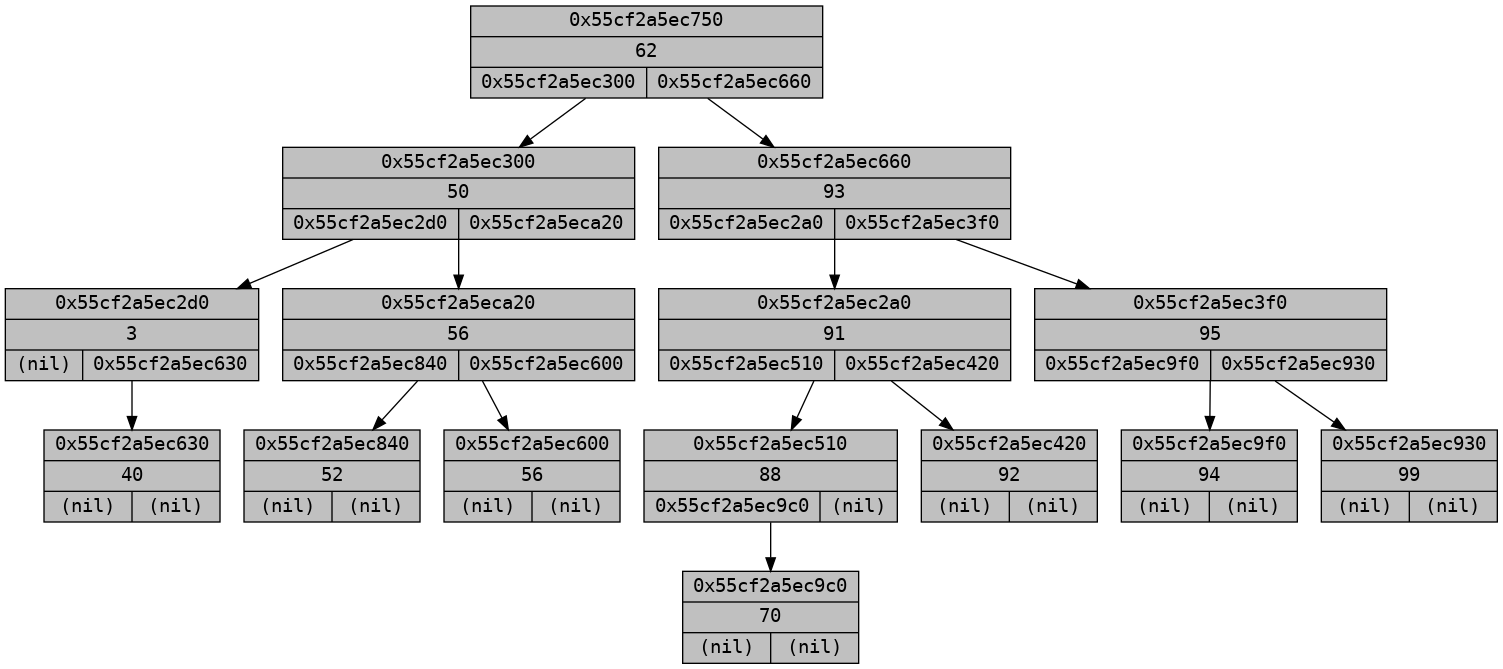 0x55cf2a5ec750
62
0x55cf2a5ec300 0x55cf2a5ec660
0x55cf2a5ec300
50
0x55cf2a5ec2d0 0x55cf2a5eca20
0x55cf2a5ec660
93
0x55cf2a5ec2a0 0x55cf2a5ec3f0
0x55cf2a5ec2d0
3
(nil) 0x55cf2a5ec630
0x55cf2a5eca20
56
0x55cf2a5ec840 0x55cf2a5ec600
0x55cf2a5ec2a0
91
0x55cf2a5ec510 0x55cf2a5ec420
0x55cf2a5ec3f0
95
0x55cf2a5ec9f0 0x55cf2a5ec930
0x55cf2a5ec630
40
(nil) (nil)
0x55cf2a5ec840
52
(nil) (nil)
0x55cf2a5ec600
56
(nil) (nil)
0x55cf2a5ec510
88
0x55cf2a5ec9c0 (nil)
0x55cf2a5ec420
92
(nil) (nil)
0x55cf2a5ec9f0
94
(nil) (nil)
0x55cf2a5ec930
99
(nil) (nil)
0x55cf2a5ec9c0
70
(nil) (nil)